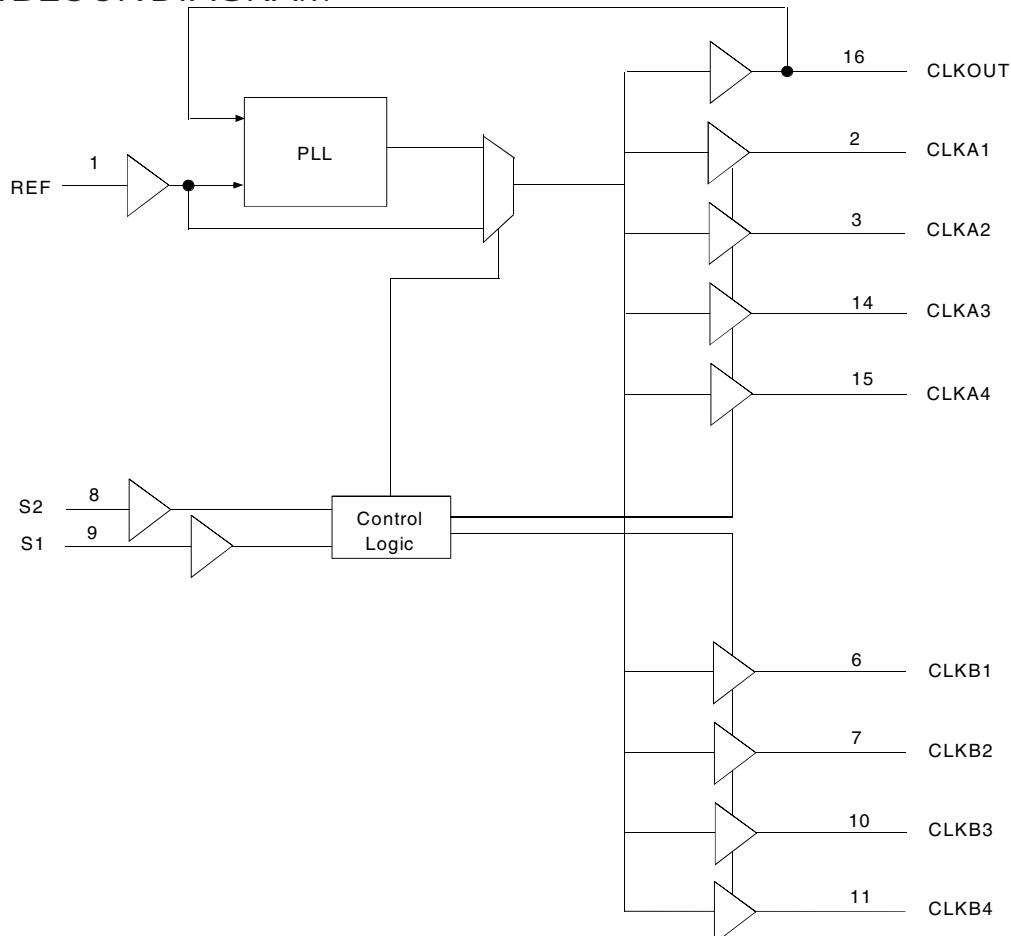 16
CLKOUT
PLL
1
REF
2
CLKA1
3
CLKA2
14
CLKA3
15
CLKA4
S2
8
S1
9
Control
Logic
6
CLKB1
7
CLKB2
10
CLKB3
11
CLKB4